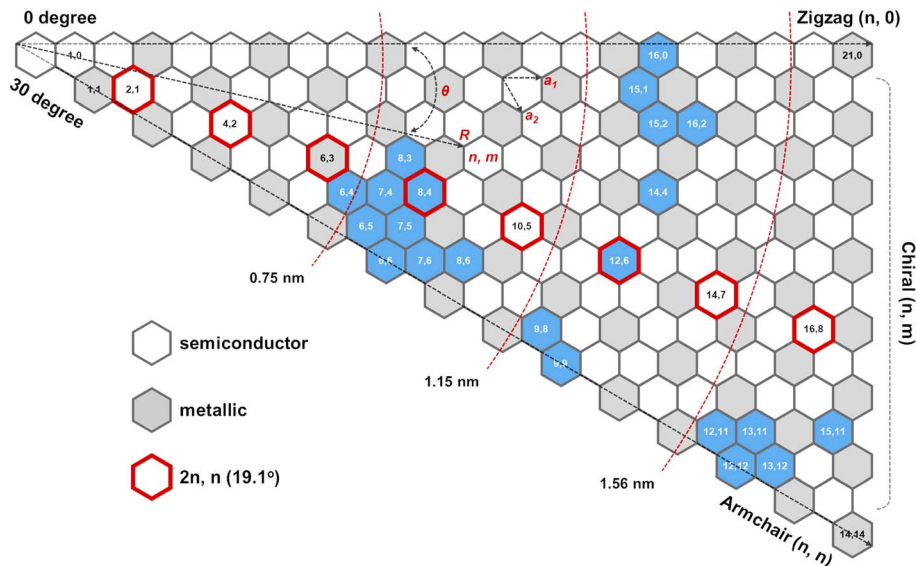 0 degree
Zigzag (n, 0)
1,0
16,0
21,0
1,1
2,1
θ
a1
15,1
30 degree
a2
4,2
15,2
16,2
R
n, m
6,3
8,3
6,4
7,4
8,4
14,4
6,5
7,5
10,5
6,6
7,6
8,6
12,6
0.75 nm
14,7
Chiral (n, m)
semiconductor
9,8
16,8
9,9
1.15 nm
metallic
12,11
13,11
15,11
2n, n (19.1°)
12,12
13,12
1.56 nm
Armchair (n, n)
14,14